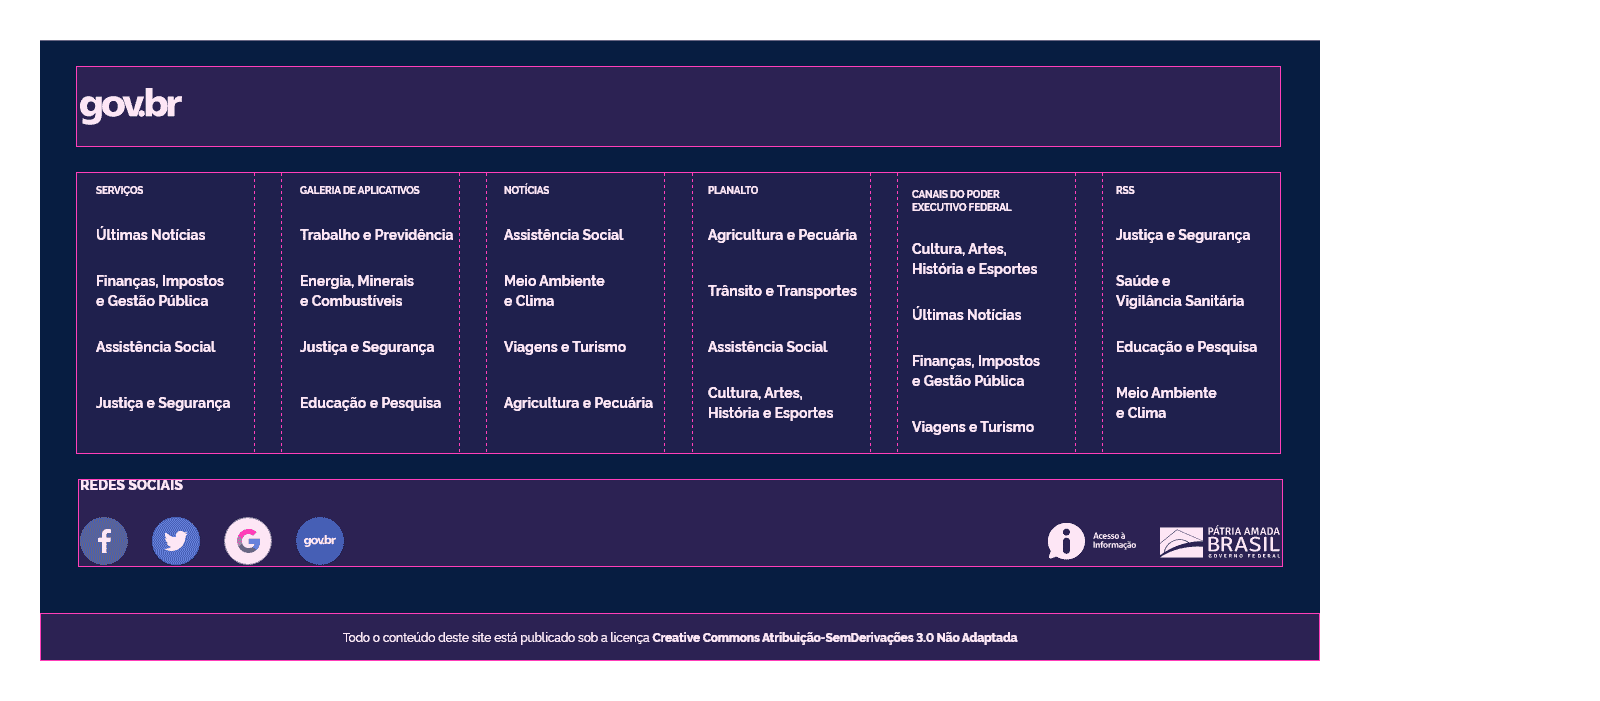 gov.br
SERVIÇOS
Últimas Notícias
Finanças, Impostos
e Gestão Pública
Assistência Social
Justiça e Segurança
GALERIA DE APLICATIVOS
Trabalho e Previdência
Energia, Minerais
e Combustíveis
Justiça e Segurança
Educação e Pesquisa
NOTÍCIAS
Assistência Social
Meio Ambiente
e Clima
Viagens e Turismo
Agricultura e Pecuária
PLANALTO
Agricultura e Pecuária
Trânsito e Transportes
Assistência Social
Cultura, Artes,
História e Esportes
CANAIS DO PODER
EXECUTIVO FEDERAL
Cultura, Artes,
História e Esportes
Últimas Notícias
Finanças, Impostos
e Gestão Pública
Viagens e Turismo
RSS
Justiça e Segurança
Saúde e
Vigilância Sanitária
Educação e Pesquisa
Meio Ambiente
e Clima
REDES SOCIAIS
gov.br
Acesso à
Informação
PÁTRIA AMADA
BRASIL
GOVERNO FEDERAL
Todo o conteúdo deste site está publicado sob a licença Creative Commons Atribuição-SemDerivações 3.0 Não Adaptada